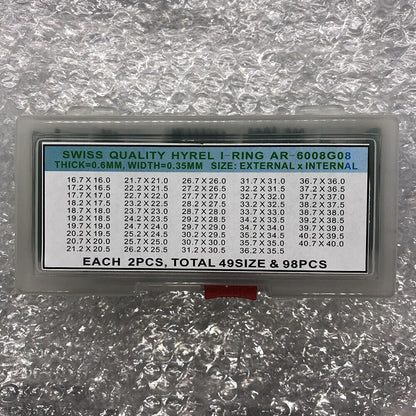 SWISS QUALITY HYREL I-RING AR-6008G08
THICK=0.6MM, WIDTH=0.35MM SIZE: EXTERNAL x INTERNAL
16.7 X 16.0 21.7 X 21.0 26.7 X 26.0 31.7 X 31.0 36.7 X 36.0
17.2 X 16.5 22.2 X 21.5 27.2 X 26.5 32.2 X 31.5 37.2 X 36.5
17.7 X 17.0 22.7 X 22.0 27.7 X 27.0 32.7 X 32.0 37.7 X 37.0
18.2 X 17.5 23.2 X 22.5 28.2 X 27.5 33.2 X 32.5 38.2 X 37.5
18.7 X 18.0 23.7 X 23.0 28.7 X 28.0 33.7 X 33.0 38.7 X 38.0
19.2 X 18.5 24.2 X 23.5 29.2 X 28.5 34.2 X 33.5 39.2 X 38.5
19.7 X 19.0 24.7 X 24.0 29.7 X 29.0 34.7 X 34.0 39.7 X 39.0
20.2 X 19.5 25.2 X 24.5 30.2 X 29.5 35.2 X 34.5 40.2 X 39.5
20.7 X 20.0 25.7 X 25.0 30.7 X 30.0 35.7 X 35.0 40.7 X 40.0
21.2 X 20.5 26.2 X 25.5 31.2 X 30.5 36.2 X 35.5
EACH 2PCS, TOTAL 49SIZE & 98PCS